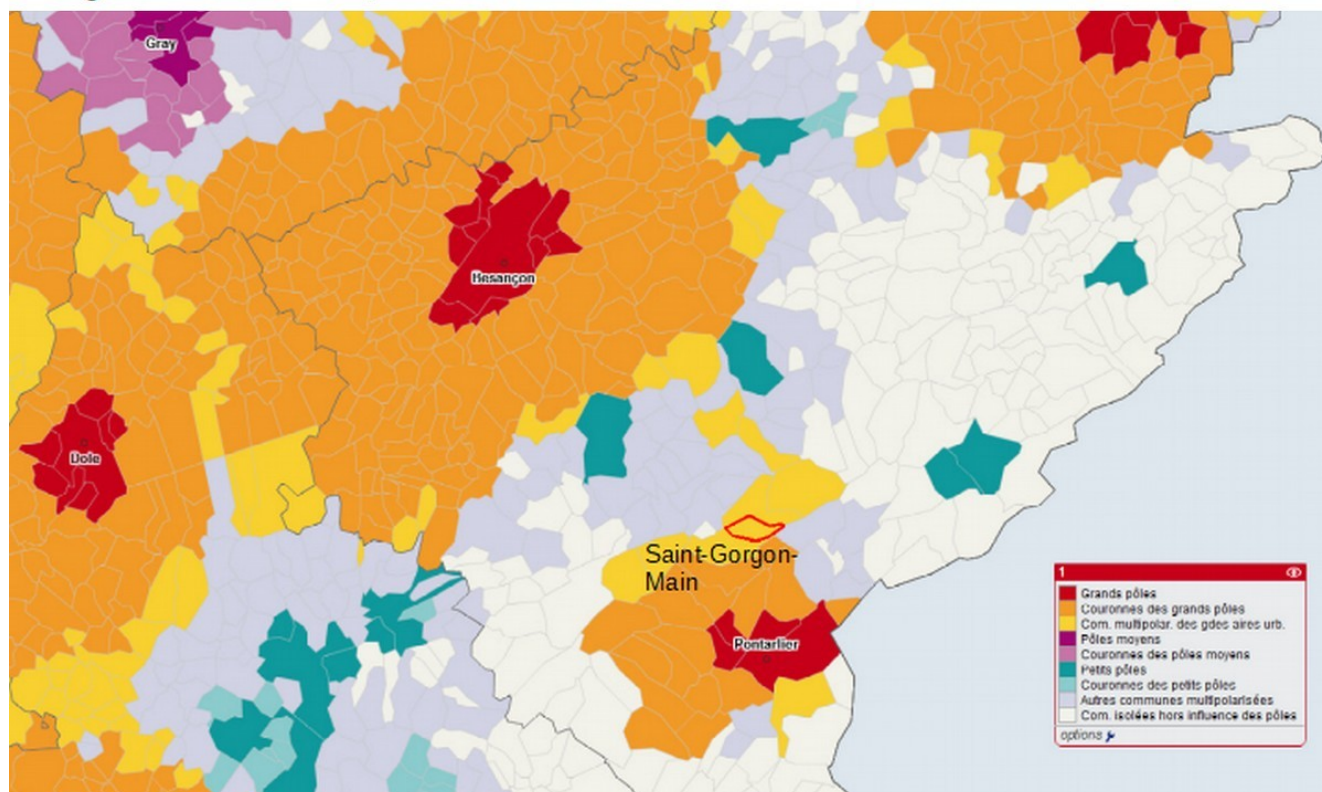 Gray
Besançon
Dole
Saint-Gorgon-
Main
Pontarlier
1
Grands pôles
Couronnes des grands pôles
Com. multipolar. des gdes aires urb.
Pôles moyens
Couronnes des pôles moyens
Petits pôles
Couronnes des petits pôles
Autres communes multipolarisées
Com. isolées hors influence des pôles
options